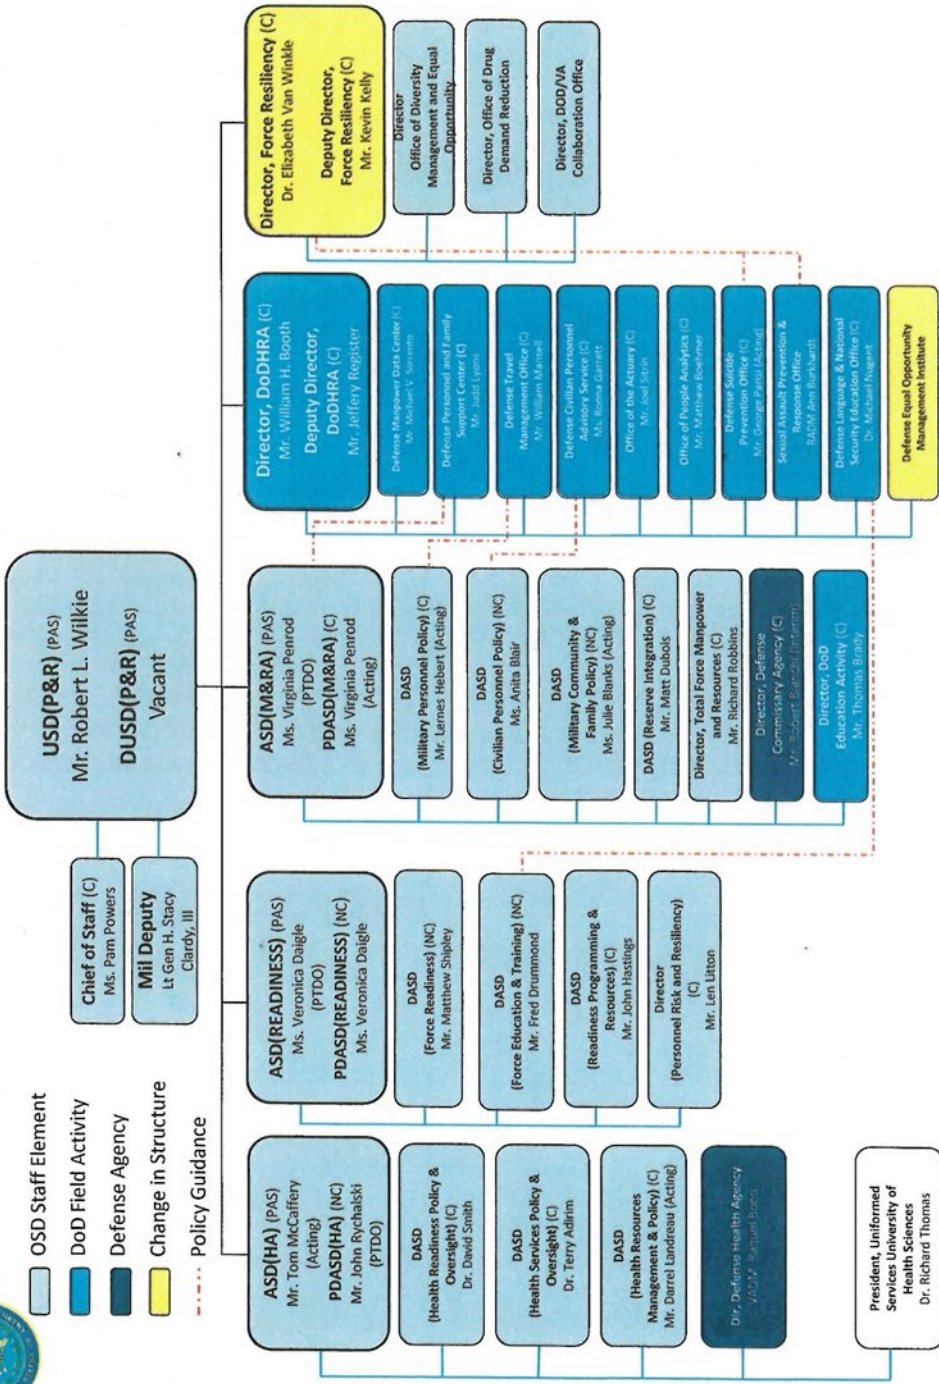 OSD Staff Element
DoD Field Activity
Defense Agency
Change in Structure
Policy Guidance
USD(P&R) (PAS)
Mr. Robert L. Wilkie
DUSD(P&R) (PAS)
Vacant
Chief of Staff (C)
Ms. Pam Powers
Mil Deputy
Lt Gen H. Stacy
Clardy, III
ASD(HA) (PAS)
Mr. Tom McCaffery
(Acting)
PDASD(HA) (NC)
Mr. John Rychalski
(PTDO)
DASD
(Health Readiness Policy &
Oversight) (C)
Dr. David Smith
DASD
(Health Services Policy &
Oversight) (C)
Dr. Terry Adirim
DASD
(Health Resources
Management & Policy) (C)
Mr. Darrel Landreau (Acting)
Dir, Defense Health Agency
VADM Raquel Bono
President, Uniformed
Services University of
Health Sciences
Dr. Richard Thomas
ASD(READINESS) (PAS)
Ms. Veronica Daigle
(PTDO)
PDASD(READINESS) (NC)
Ms. Veronica Daigle
DASD
(Force Readiness) (NC)
Mr. Matthew Shipley
DASD
(Force Education & Training) (NC)
Mr. Fred Drummond
DASD
(Readiness Programming &
Resources) (C)
Mr. John Hastings
Director
(Personnel Risk and Resiliency)
(C)
Mr. Len Litton
ASD(M&RA) (PAS)
Ms. Virginia Penrod
(PTDO)
PDASD(M&RA) (C)
Ms. Virginia Penrod
(Acting)
DASD
(Military Personnel Policy) (C)
Mr. Lernes Hebert (Acting)
DASD
(Civilian Personnel Policy) (NC)
Ms. Anita Blair
DASD
(Military Community &
Family Policy) (NC)
Ms. Julie Blanks (Acting)
DASD (Reserve Integration) (C)
Mr. Matt Dubois
Director, Total Force Manpower
and Resources (C)
Mr. Richard Robbins
Director, Defense
Commissary Agency (C)
Mr. Robert Bianchi (Interim)
Director, DoD
Education Activity (C)
Mr. Thomas Brady
Director, DoDHRA (C)
Mr. William H. Booth
Deputy Director,
DoDHRA (C)
Mr. Jeffery Register
Defense Manpower Data Center (C)
Mr. Michael V. Sorrento
Defense Personnel and Family
Support Center (C)
Mr. Judd Lyons
Defense Travel
Management Office (C)
Mr. William Mansell
Defense Civilian Personnel
Advisory Service (C)
Ms. Ronna Garrett
Office of the Actuary (C)
Mr. Joel Sitrin
Office of People Analytics (C)
Mr. Matthew Boehmer
Defense Suicide
Prevention Office (C)
Mr. George Parisi (Acting)
Sexual Assault Prevention &
Response Office
RADM Ann Burkhardt
Defense Language & National
Security Education Office (C)
Dr. Michael Nugent
Defense Equal Opportunity
Management Institute
Director, Force Resiliency (C)
Dr. Elizabeth Van Winkle
Deputy Director,
Force Resiliency (C)
Mr. Kevin Kelly
Director
Office of Diversity
Management and Equal
Opportunity
Director, Office of Drug
Demand Reduction
Director, DOD/VA
Collaboration Office